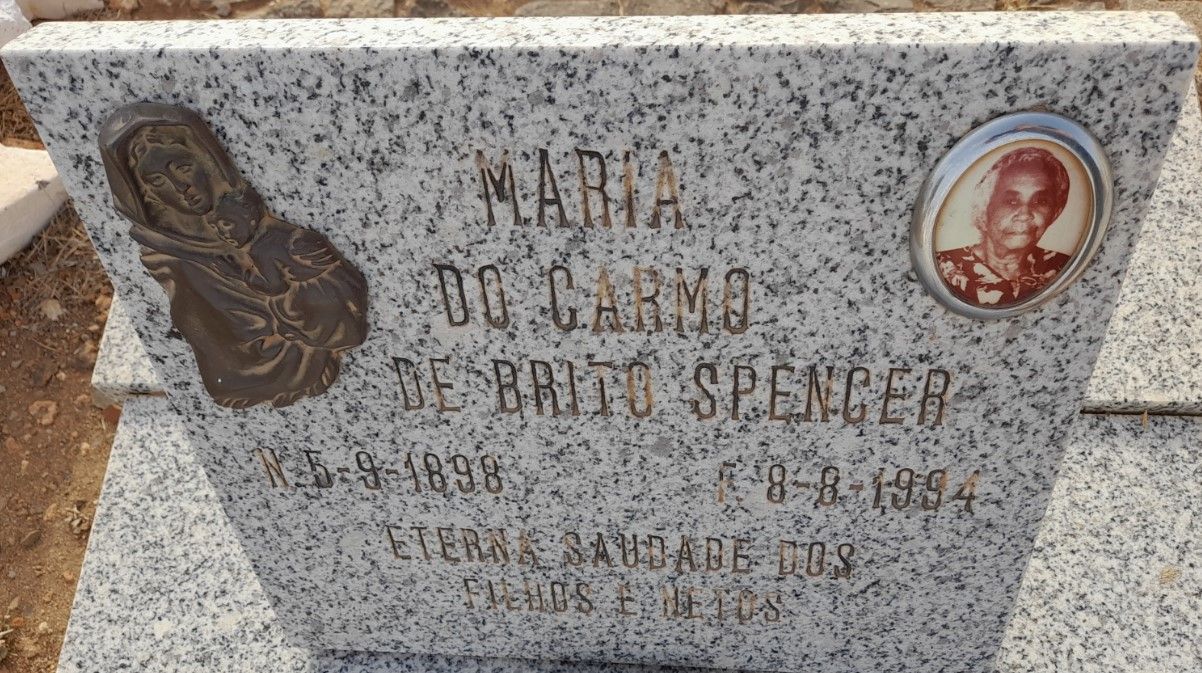 MARIA
DO CARMO
DE BRITO SPENCER
N. 5-9-1898 F. 8-8-1994
ETERNA SAUDADE DOS
FILHOS E NETOS